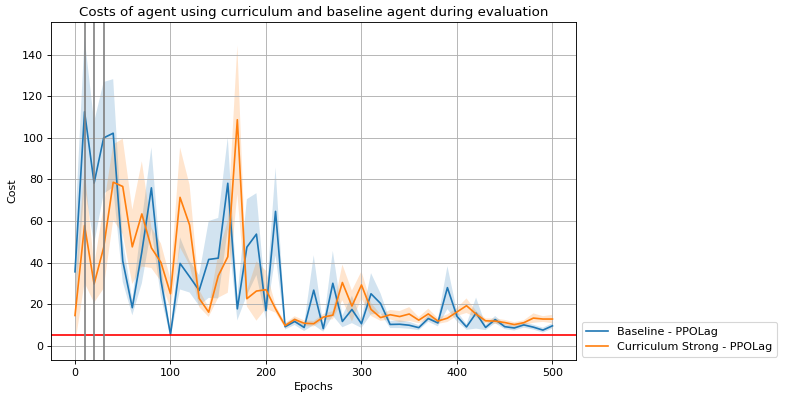 Costs of agent using curriculum and baseline agent during evaluation
Cost
140
120
100
80
60
40
20
0
0 100 200 300 400 500
Epochs
Baseline - PPOLag
Curriculum Strong - PPOLag